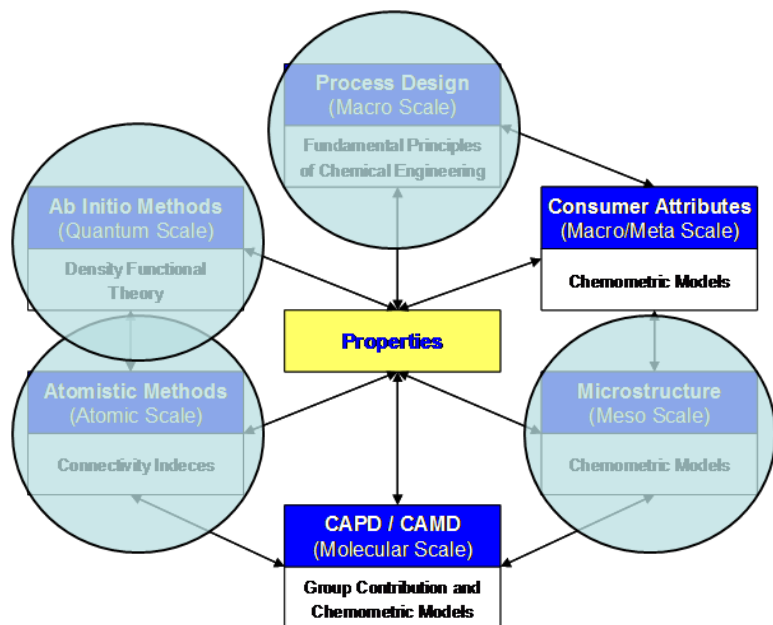 Process Design
(Macro Scale)
Fundamental Principles
of Chemical Engineering
Ab Initio Methods
(Quantum Scale)
Density Functional
Theory
Consumer Attributes
(Macro/Meta Scale)
Chemometric Models
Properties
Atomistic Methods
(Atomic Scale)
Connectivity Indeces
Microstructure
(Meso Scale)
Chemometric Models
CAPD / CAMD
(Molecular Scale)
Group Contribution and
Chemometric Models